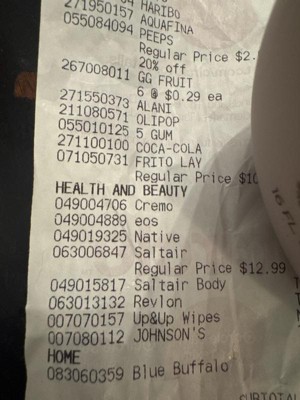 HARIBO
271950157 AQUAFINA
055084094 PEEPS
Regular Price $2.
20% off
267008011 GG FRUIT
6 @ $0.29 ea
271550373 ALANI
211080571 OLIPOP
055010125 5 GUM
271100100 COCA-COLA
071050731 FRITO LAY
Regular Price $10
HEALTH AND BEAUTY
049004706 Cremo
049004889 eos
049019325 Native
063006847 Saltair
Regular Price $12.99
049015817 Saltair Body
063013132 Revlon
007070157 Up&Up Wipes
007080112 JOHNSON'S
HOME
083060359 Blue Buffalo
SUBTOTAL
16 FL